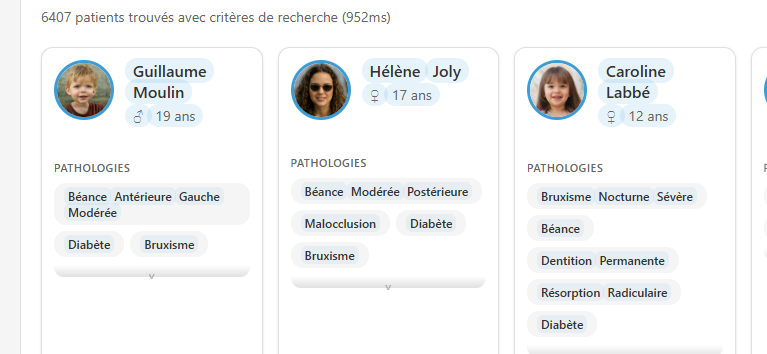 6407 patients trouvés avec critères de recherche (952ms)
Guillaume
Moulin
♂ 19 ans
PATHOLOGIES
Béance Antérieure Gauche
Modérée
Diabète Bruxisme
Hélène Joly
♀ 17 ans
PATHOLOGIES
Béance Modérée Postérieure
Malocclusion Diabète
Bruxisme
Caroline
Labbé
♀ 12 ans
PATHOLOGIES
Bruxisme Nocturne Sévère
Béance
Dentition Permanente
Résorption Radiculaire
Diabète